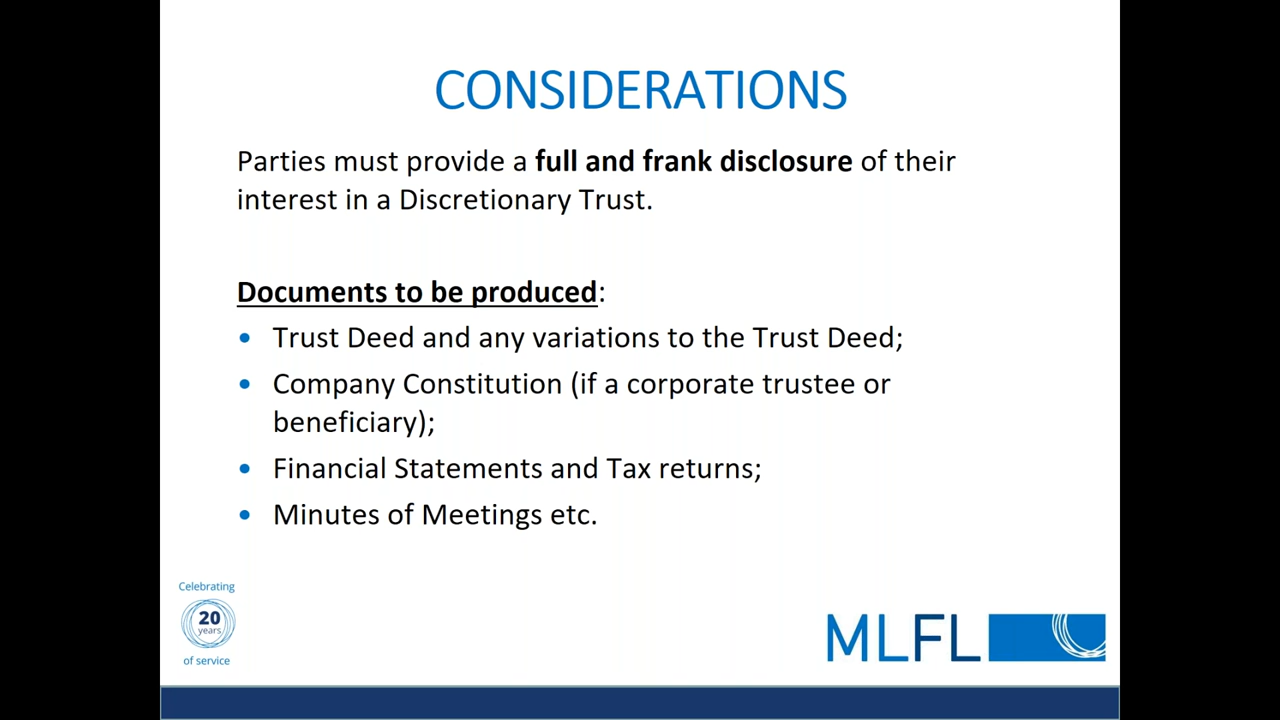 CONSIDERATIONS
Parties must provide a full and frank disclosure of their
interest in a Discretionary Trust.
Documents to be produced:
• Trust Deed and any variations to the Trust Deed;
• Company Constitution (if a corporate trustee or
beneficiary);
• Financial Statements and Tax returns;
• Minutes of Meetings etc.
Celebrating
20
years
of service
MLFL